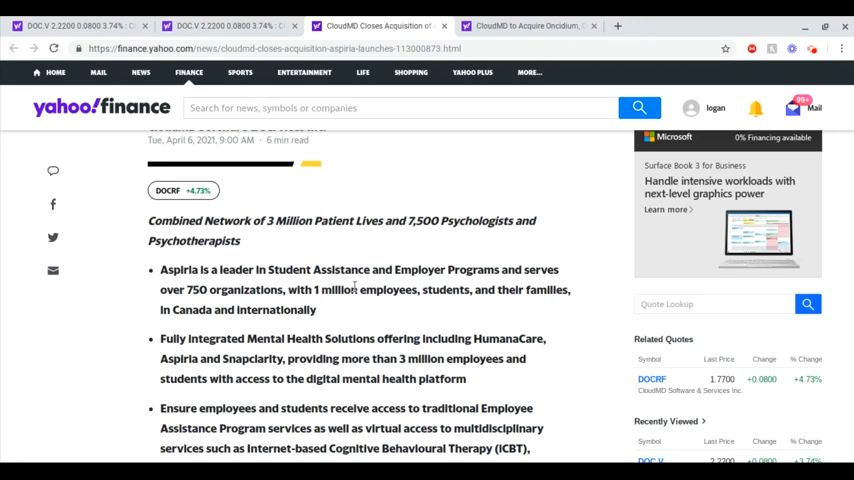 DOC.V 2.2200 0.0800 3.74% : C
DOC.V 2.2200 0.0800 3.74% : C
CloudMD Closes Acquisition of
CloudMD to Acquire Oncidium, C
https://finance.yahoo.com/news/cloudmd-closes-acquisition-aspiria-launches-113000873.html
HOME MAIL NEWS FINANCE SPORTS ENTERTAINMENT LIFE SHOPPING YAHOO PLUS MORE...
yahoo!finance
Search for news, symbols or companies
logan
99+
Mail
Tue, April 6, 2021, 9:00 AM · 6 min read
DOCRF +4.73%
Combined Network of 3 Million Patient Lives and 7,500 Psychologists and
Psychotherapists
• Aspiria is a leader in Student Assistance and Employer Programs and serves
over 750 organizations, with 1 million employees, students, and their families,
in Canada and internationally
• Fully integrated Mental Health Solutions offering including HumanaCare,
Aspiria and Snapclarity, providing more than 3 million employees and
students with access to the digital mental health platform
• Ensure employees and students receive access to traditional Employee
Assistance Program services as well as virtual access to multidisciplinary
services such as Internet-based Cognitive Behavioural Therapy (iCBT),
Microsoft 0% Financing available
Surface Book 3 for Business
Handle intensive workloads with
next-level graphics power
Learn more >
Quote Lookup
Related Quotes
Symbol Last Price Change % Change
DOCRF 1.7700 +0.0800 +4.73%
CloudMD Software & Services Inc.
Recently Viewed >
Symbol Last Price Change % Change
DOC.V 2.2200 +0.0800 +3.74%